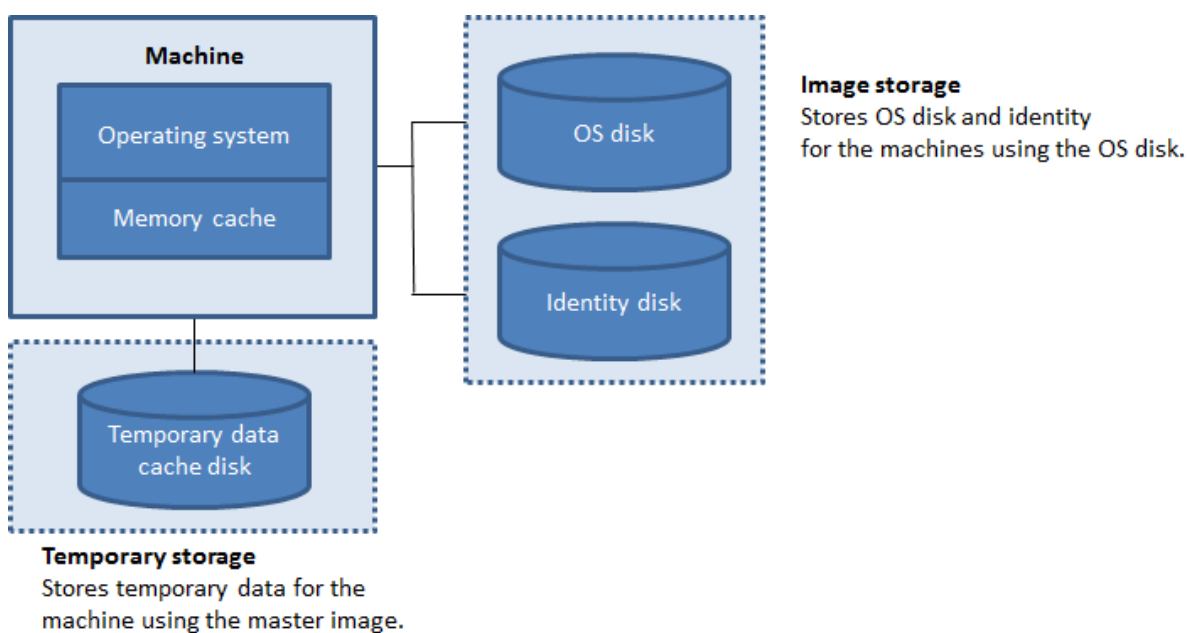 Machine
Operating system
Memory cache
OS disk
Identity disk
Image storage
Stores OS disk and identity
for the machines using the OS disk.
Temporary data
cache disk
Temporary storage
Stores temporary data for the
machine using the master image.